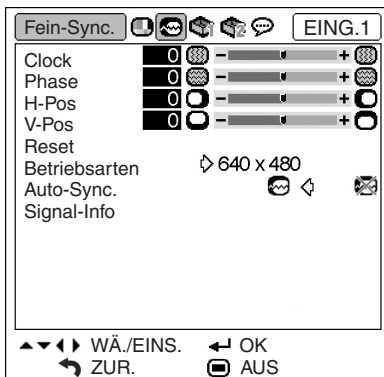 Fein-Sync. EING.1
Clock 0 − +
Phase 0 − +
H-Pos 0 − +
V-Pos 0 − +
Reset
Betriebsarten 640 x 480
Auto-Sync.
Signal-Info
WÄ./EINS. OK
ZUR. AUS